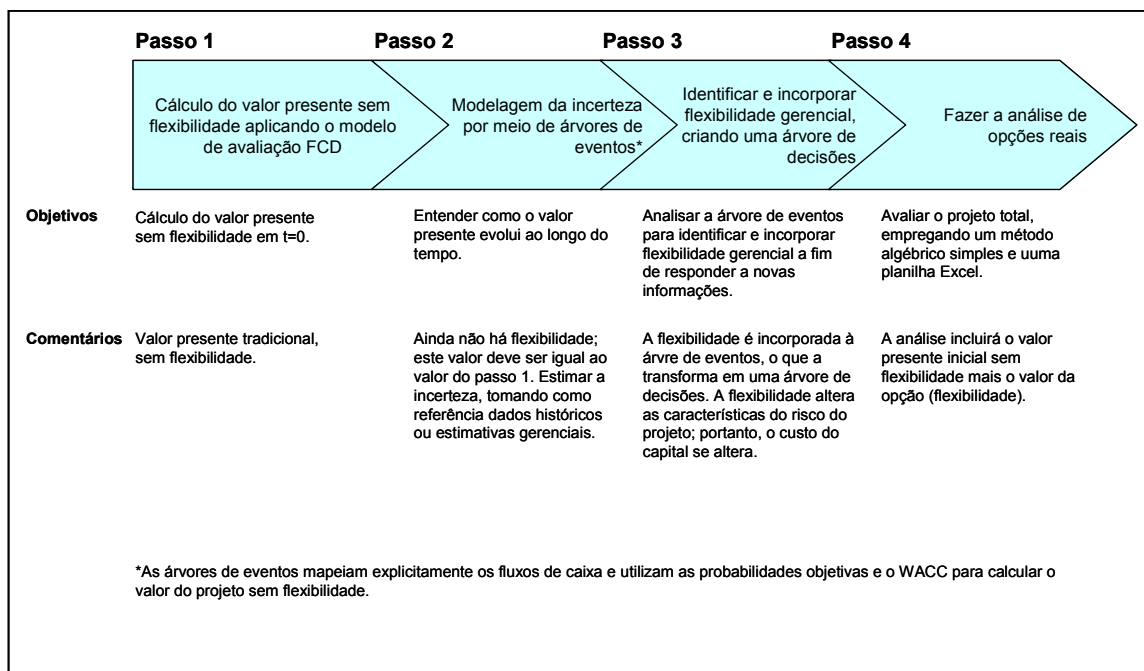 Passo 1
Passo 2
Passo 3
Passo 4
Cálculo do valor presente sem
flexibilidade aplicando o modelo
de avaliação FCD
Modelagem da incerteza
por meio de árvores de
eventos*
Identificar e incorporar
flexibilidade gerencial,
criando uma árvore de
decisões
Fazer a análise de
opções reais
Objetivos
Cálculo do valor presente
sem flexibilidade em t=0.
Entender como o valor
presente evolui ao longo do
tempo.
Analisar a árvore de eventos
para identificar e incorporar
flexibilidade gerencial a fim
de responder a novas
informações.
Avaliar o projeto total,
empregando um método
algébrico simples e uuma
planilha Excel.
Comentários
Valor presente tradicional,
sem flexibilidade.
Ainda não há flexibilidade;
este valor deve ser igual ao
valor do passo 1. Estimar a
incerteza, tomando como
referência dados históricos
ou estimativas gerenciais.
A flexibilidade é incorporada à
árvre de eventos, o que a
transforma em uma árvore de
decisões. A flexibilidade altera
as características do risco do
projeto; portanto, o custo do
capital se altera.
A análise incluirá o valor
presente inicial sem
flexibilidade mais o valor da
opção (flexibilidade).
*As árvores de eventos mapeiam explicitamente os fluxos de caixa e utilizam as probabilidades objetivas e o WACC para calcular o
valor do projeto sem flexibilidade.